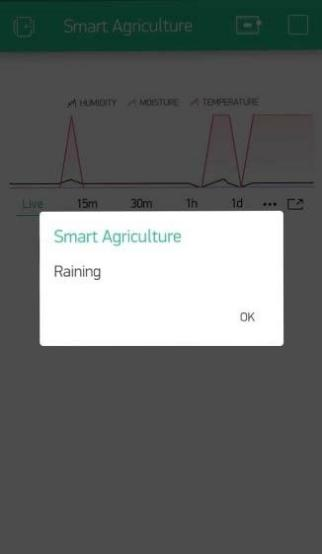 Smart Agriculture
HUMIDITY MOISTURE TEMPERATURE
Live 15m 30m 1h 1d •••
Smart Agriculture
Raining
OK